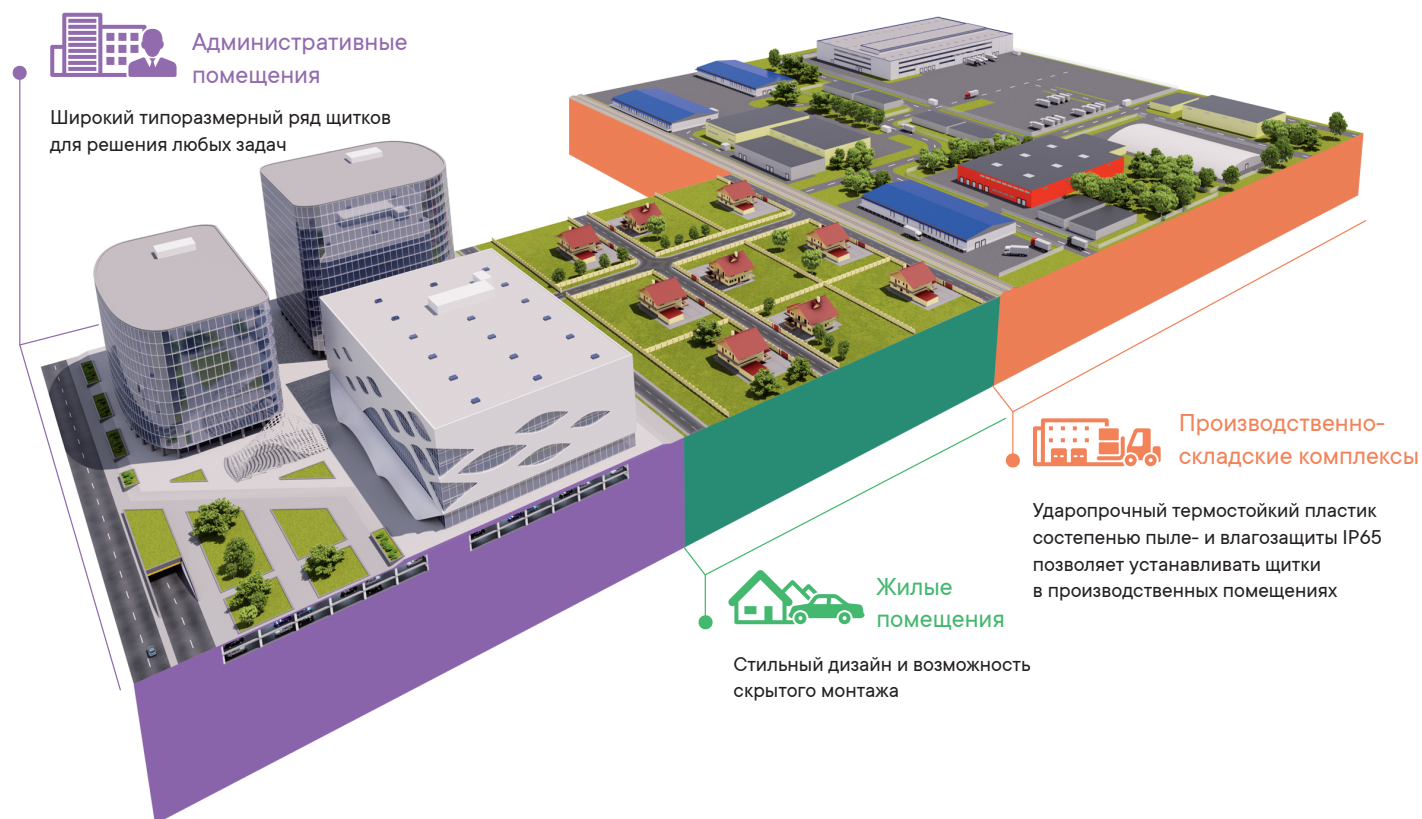 Административные
помещения
Широкий типоразмерный ряд щитков
для решения любых задач
Производственно-
складские комплексы
Ударопрочный термостойкий пластик
состепенью пыле- и влагозащиты IP65
позволяет устанавливать щитки
в производственных помещениях
Жилые
помещения
Стильный дизайн и возможность
скрытого монтажа